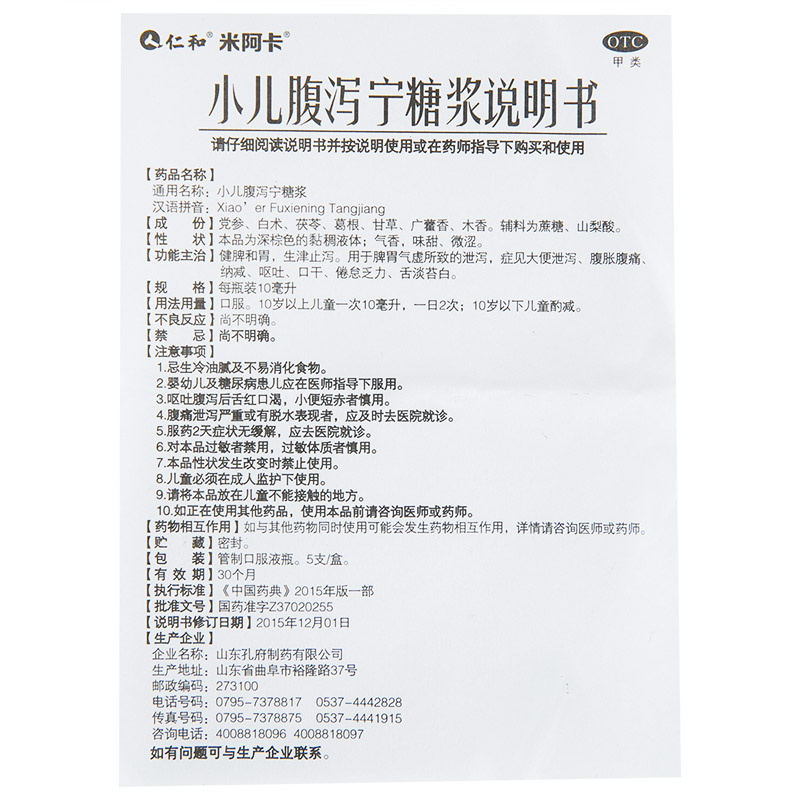 仁和® 米阿卡®
OTC
甲类
小儿腹泻宁糖浆说明书
请仔细阅读说明书并按说明使用或在药师指导下购买和使用
【药品名称】
通用名称：小儿腹泻宁糖浆
汉语拼音：Xiao’er Fuxiening Tangjiang
【成　份】党参、白术、茯苓、葛根、甘草、广藿香、木香。辅料为蔗糖、山梨酸。
【性　状】本品为深棕色的黏稠液体；气香，味甜、微涩。
【功能主治】健脾和胃，生津止泻。用于脾胃气虚所致的泄泻，症见大便泄泻、腹胀腹痛、
纳减、呕吐、口干、倦怠乏力、舌淡苔白。
【规　格】每瓶装10毫升
【用法用量】口服。10岁以上儿童一次10毫升，一日2次；10岁以下儿童酌减。
【不良反应】尚不明确。
【禁　忌】尚不明确。
【注意事项】
1.忌生冷油腻及不易消化食物。
2.婴幼儿及糖尿病患儿应在医师指导下服用。
3.呕吐腹泻后舌红口渴，小便短赤者慎用。
4.腹痛泄泻严重或有脱水表现者，应及时去医院就诊。
5.服药2天症状无缓解，应去医院就诊。
6.对本品过敏者禁用，过敏体质者慎用。
7.本品性状发生改变时禁止使用。
8.儿童必须在成人监护下使用。
9.请将本品放在儿童不能接触的地方。
10.如正在使用其他药品，使用本品前请咨询医师或药师。
【药物相互作用】如与其他药物同时使用可能会发生药物相互作用，详情请咨询医师或药师。
【贮　藏】密封。
【包　装】管制口服液瓶。5支/盒。
【有 效 期】30个月
【执行标准】《中国药典》2015年版一部
【批准文号】国药准字Z37020255
【说明书修订日期】2015年12月01日
【生产企业】
企业名称：山东孔府制药有限公司
生产地址：山东省曲阜市裕隆路37号
邮政编码：273100
电话号码：0795-7378817 0537-4442828
传真号码：0795-7378875 0537-4441915
咨询电话：4008818096 4008818097
如有问题可与生产企业联系。